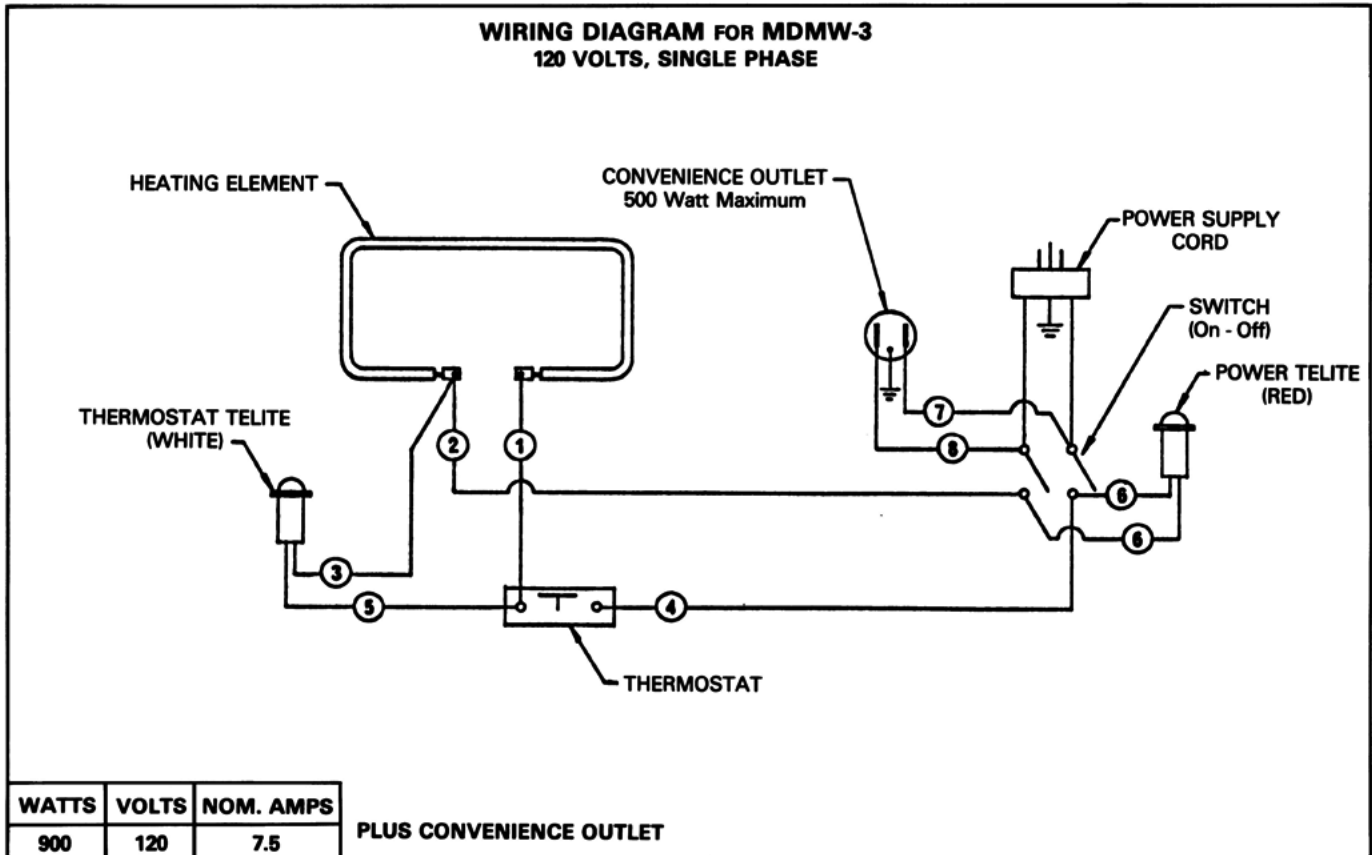 WIRING DIAGRAM FOR MDMW-3
120 VOLTS, SINGLE PHASE
HEATING ELEMENT
CONVENIENCE OUTLET
500 Watt Maximum
POWER SUPPLY
CORD
SWITCH
(On - Off)
POWER TELITE
(RED)
THERMOSTAT TELITE
(WHITE)
7
2
1
8
6
6
3
5
4
THERMOSTAT
WATTS VOLTS NOM. AMPS
900 120 7.5
PLUS CONVENIENCE OUTLET